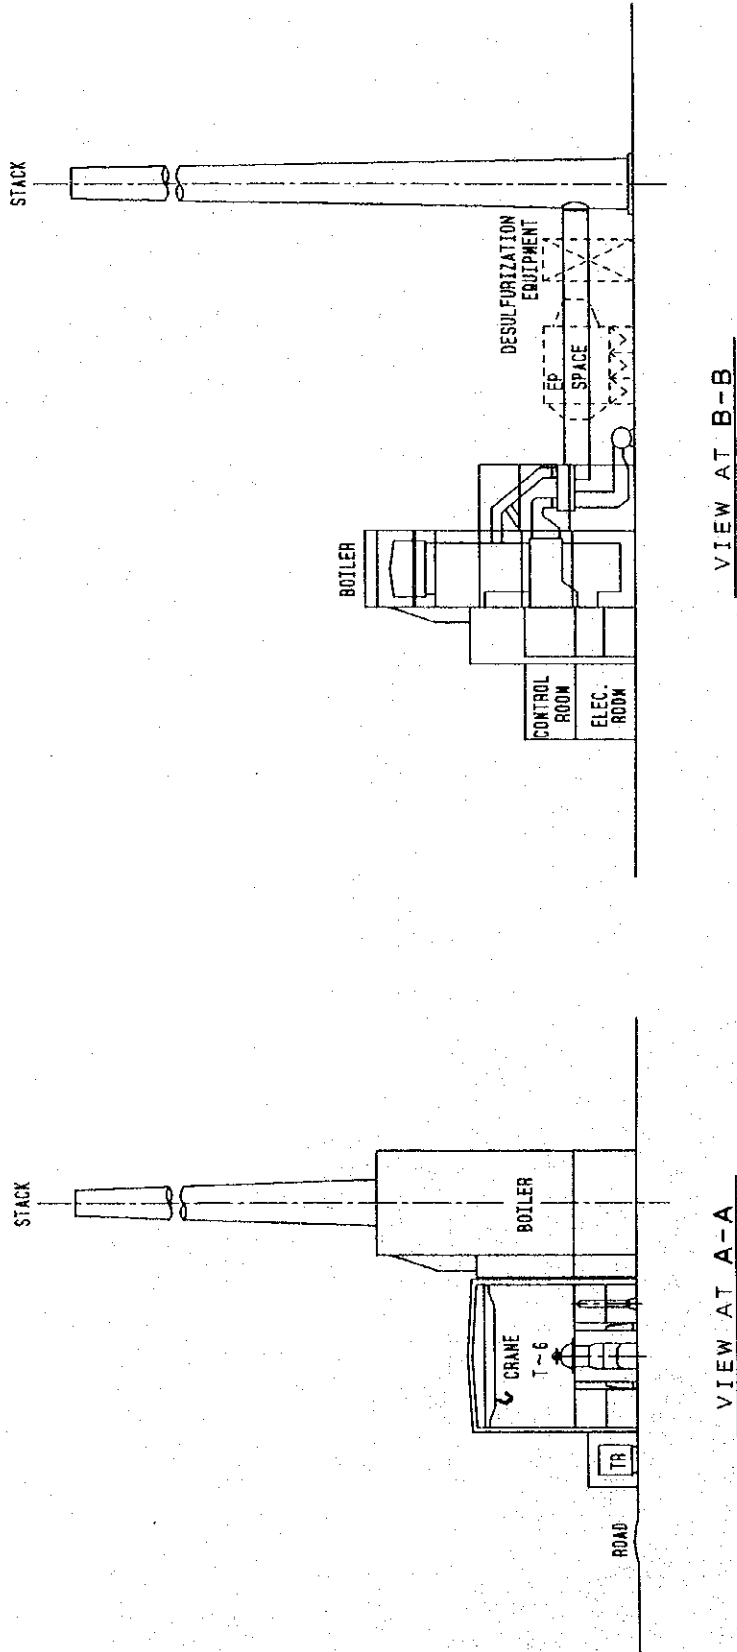 STACK
BOILER
CRANE
T~G
TR
ROAD
VIEW AT A-A
STACK
DESULFURIZATION
EQUIPMENT
EP
SPACE
BOILER
CONTROL
ROOM
ELEC.
ROOM
VIEW AT B-B